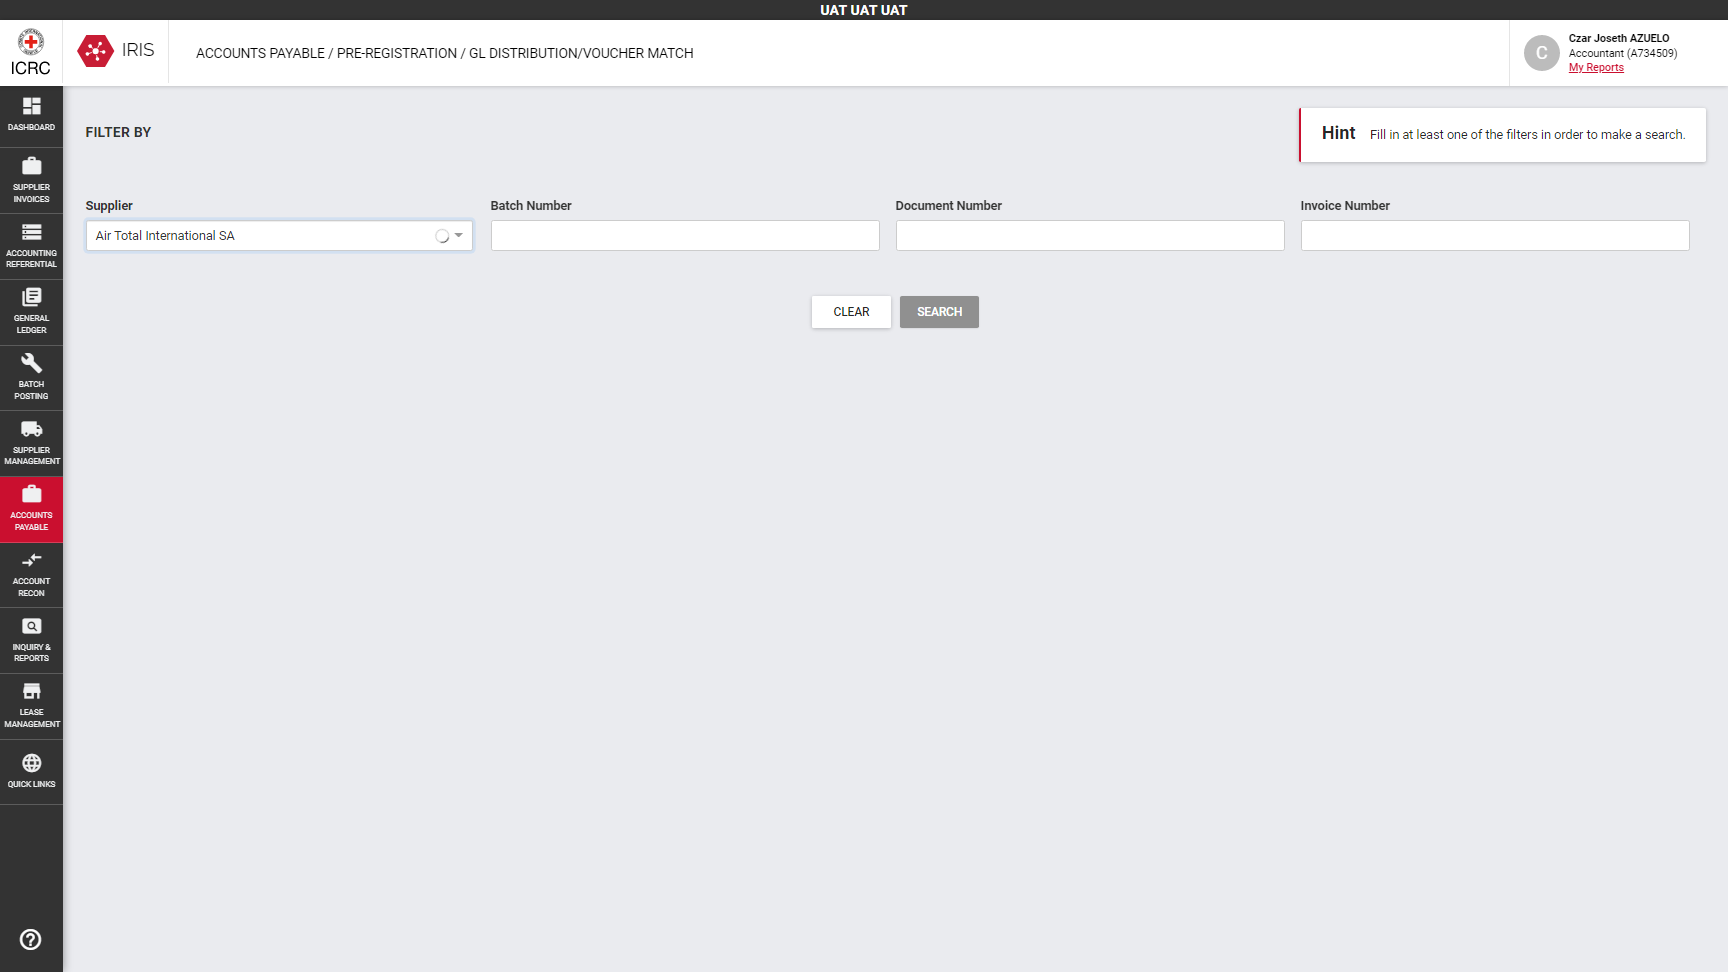 UAT UAT UAT
ICRC
IRIS
ACCOUNTS PAYABLE / PRE-REGISTRATION / GL DISTRIBUTION/VOUCHER MATCH
C
Czar Joseth AZUELO
Accountant (A734509)
My Reports
DASHBOARD
SUPPLIER
INVOICES
ACCOUNTING
REFERENTIAL
GENERAL
LEDGER
BATCH
POSTING
SUPPLIER
MANAGEMENT
ACCOUNTS
PAYABLE
ACCOUNT
RECON
INQUIRY &
REPORTS
LEASE
MANAGEMENT
QUICK LINKS
FILTER BY
Hint Fill in at least one of the filters in order to make a search.
Supplier
Air Total International SA
Batch Number
Document Number
Invoice Number
CLEAR
SEARCH